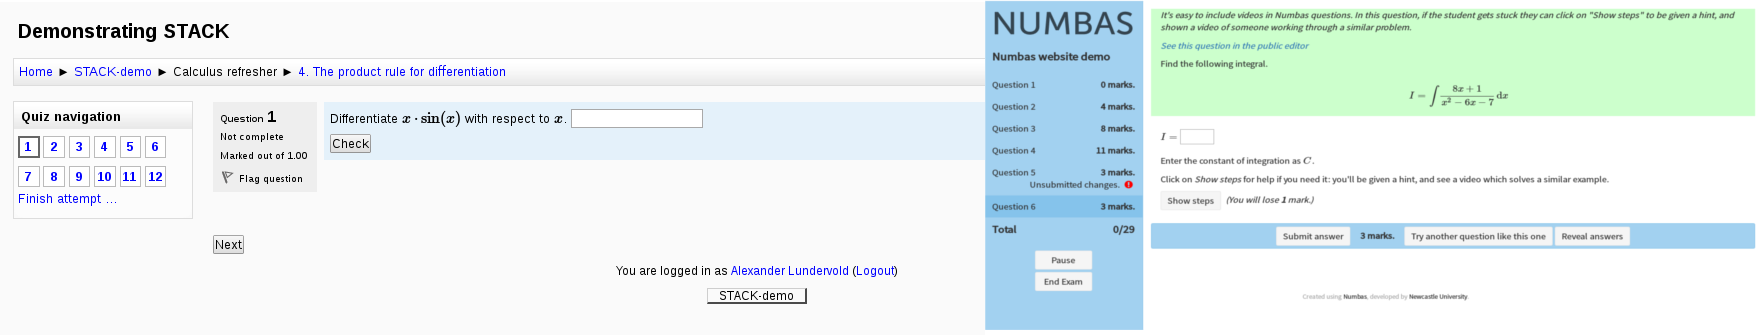 Demonstrating STACK
Home ► STACK-demo ► Calculus refresher ► 4. The product rule for differentiation
Quiz navigation
1 2 3 4 5 6
7 8 9 10 11 12
Finish attempt ...
Question 1
Not complete
Marked out of 1.00
Flag question
Differentiate x · sin(x) with respect to x.
Check
Next
You are logged in as Alexander Lundervold (Logout)
STACK-demo
NUMBAS
Numbas website demo
Question 1 0 marks.
Question 2 4 marks.
Question 3 8 marks.
Question 4 11 marks.
Question 5 3 marks.
Unsubmitted changes.
Question 6 3 marks.
Total 0/29
Pause
End Exam
It's easy to include videos in Numbas questions. In this question, if the student gets stuck they can click on "Show steps" to be given a hint, and
shown a video of someone working through a similar problem.
See this question in the public editor
Find the following integral.
I = ∫ (8x + 1)/(x² − 6x − 7) dx
I =
Enter the constant of integration as C.
Click on Show steps for help if you need it: you'll be given a hint, and see a video which solves a similar example.
Show steps (You will lose 1 mark.)
Submit answer 3 marks. Try another question like this one Reveal answers
Created using Numbas, developed by Newcastle University.